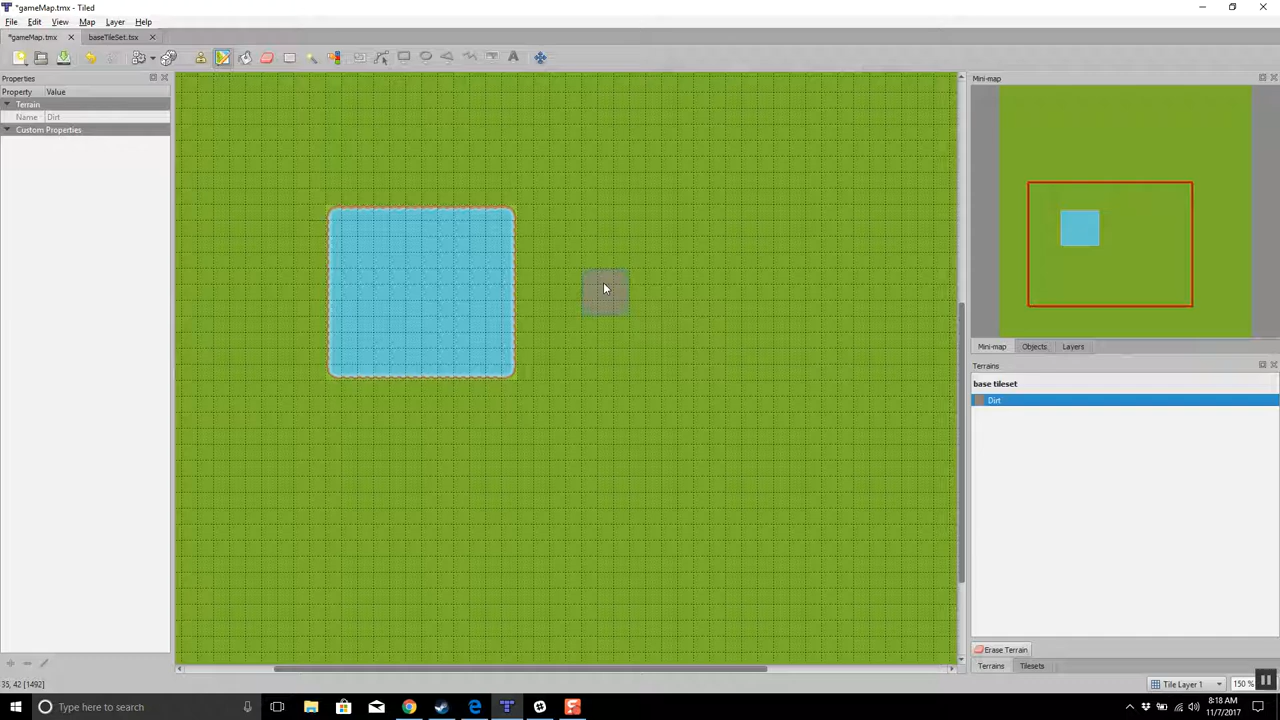 *gameMap.tmx - Tiled
File Edit View Map Layer Help
*gameMap.tmx baseTileSet.tsx
Properties
Property Value
Terrain
Name Dirt
Custom Properties
Mini-map
Mini-map Objects Layers
Terrains
base tileset
Dirt
Erase Terrain
Terrains Tilesets
35, 42 [1492]
Tile Layer 1
150 %
Type here to search
8:18 AM
11/7/2017